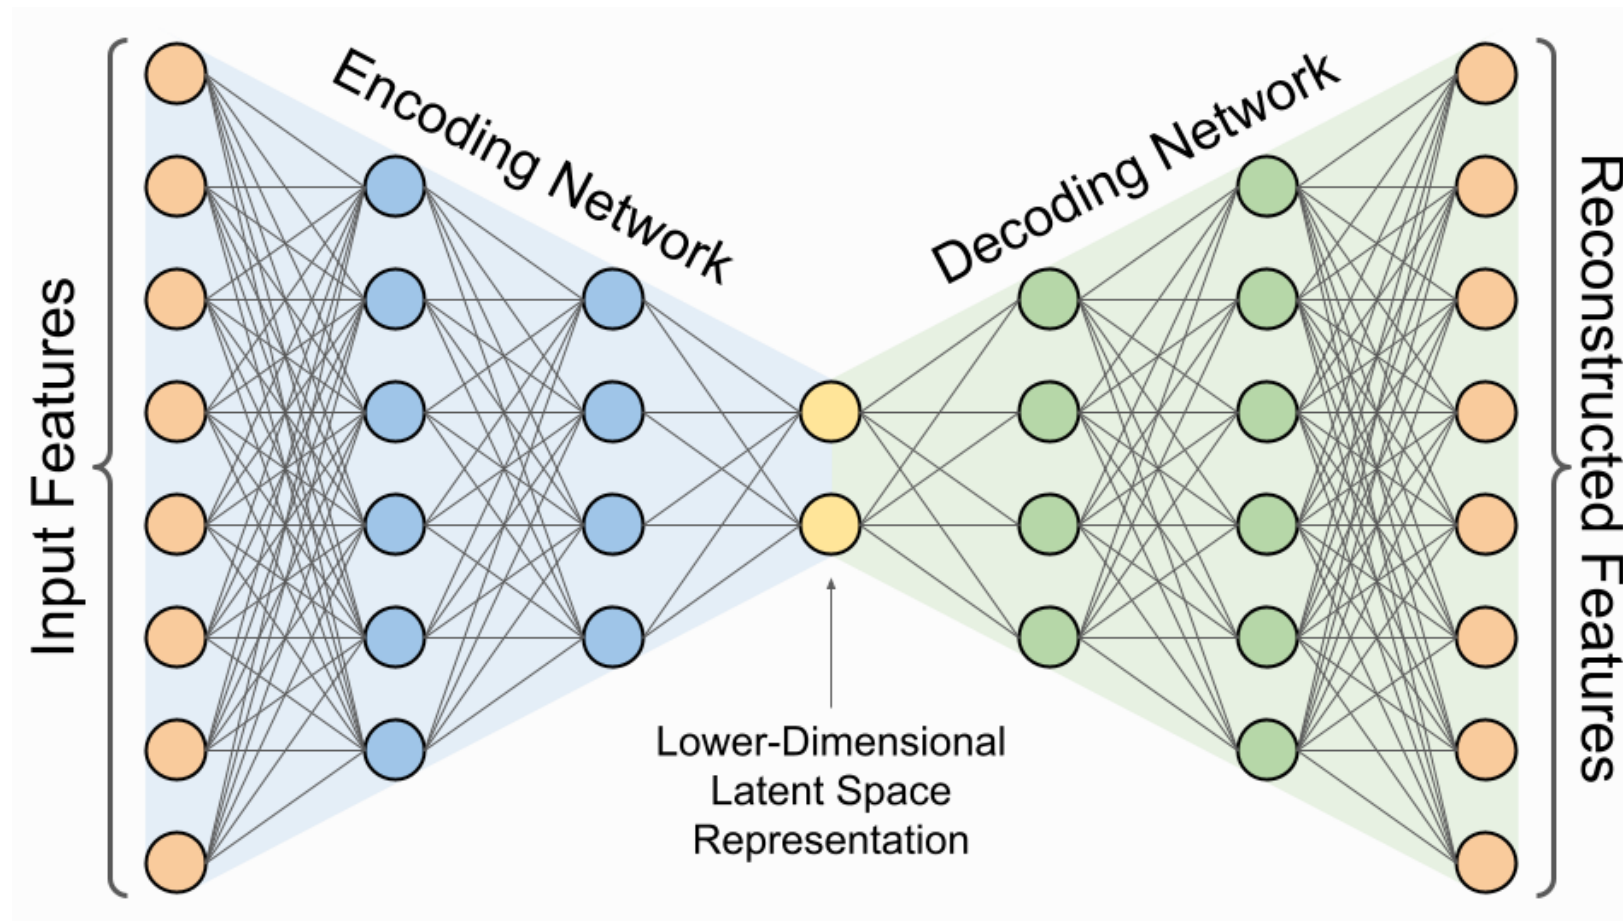 Input Features
Encoding Network
Decoding Network
Lower-Dimensional
Latent Space
Representation
Reconstructed Features